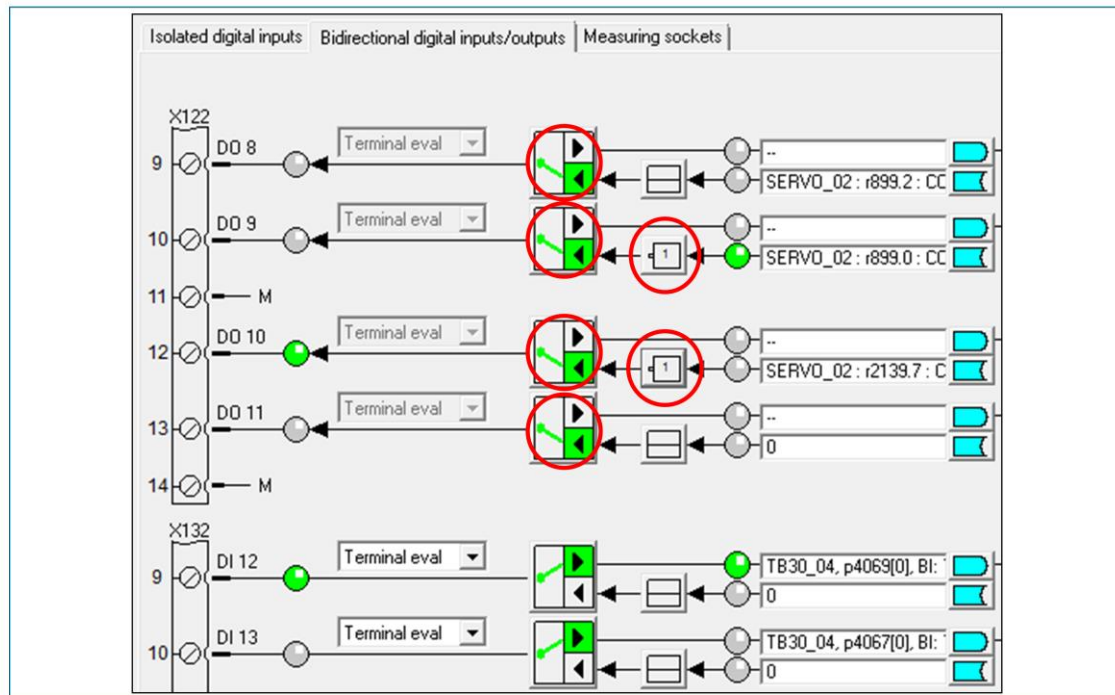 Isolated digital inputs Bidirectional digital inputs/outputs Measuring sockets
X122
DO 8 Terminal eval --
9
SERVO_02 : r899.2 : CC
DO 9 Terminal eval --
10
1 SERVO_02 : r899.0 : CC
11 M
DO 10 Terminal eval --
12
1 SERVO_02 : r2139.7 : C
DO 11 Terminal eval --
13
0
14 M
X132
DI 12 Terminal eval TB30_04, p4069[0], BI:
9
0
DI 13 Terminal eval TB30_04, p4067[0], BI:
10
0